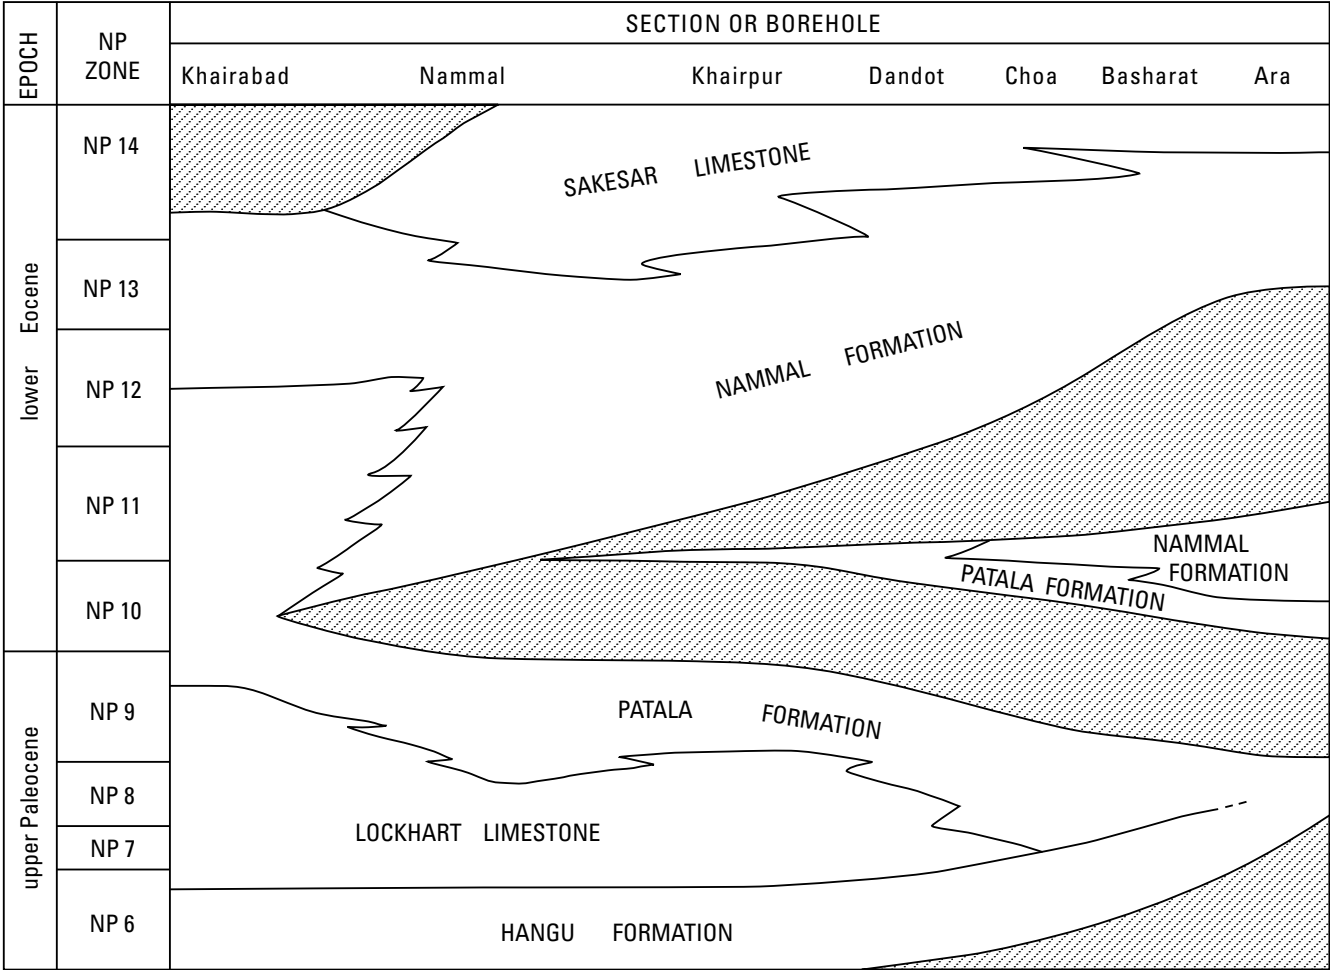 SECTION OR BOREHOLE
EPOCH
NP
ZONE
Khairabad Nammal Khairpur Dandot Choa Basharat Ara
lower Eocene
upper Paleocene
NP 14
NP 13
NP 12
NP 11
NP 10
NP 9
NP 8
NP 7
NP 6
SAKESAR LIMESTONE
NAMMAL FORMATION
NAMMAL
FORMATION
PATALA FORMATION
PATALA FORMATION
LOCKHART LIMESTONE
HANGU FORMATION